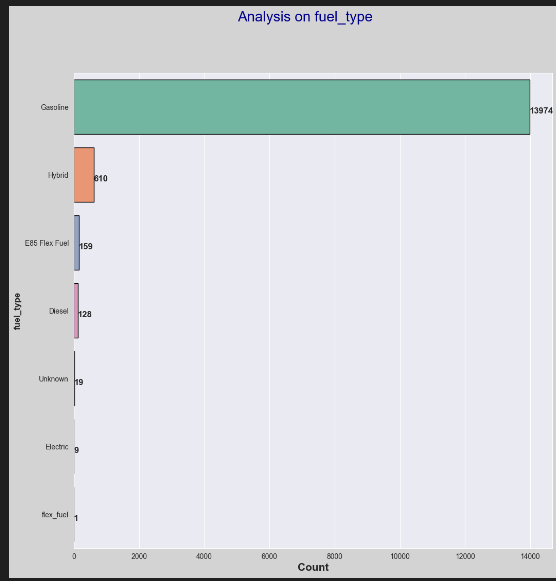 Analysis on fuel_type
Gasoline
13974
Hybrid
610
E85 Flex Fuel
159
Diesel
128
Unknown
19
Electric
9
flex_fuel
1
fuel_type
0
2000
4000
6000
8000
10000
12000
14000
Count